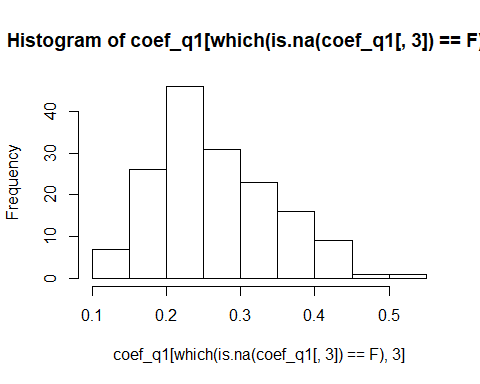 Histogram of coef_q1[which(is.na(coef_q1[, 3]) == F)
Frequency
40
30
20
10
0
0.1 0.2 0.3 0.4 0.5
coef_q1[which(is.na(coef_q1[, 3]) == F), 3]